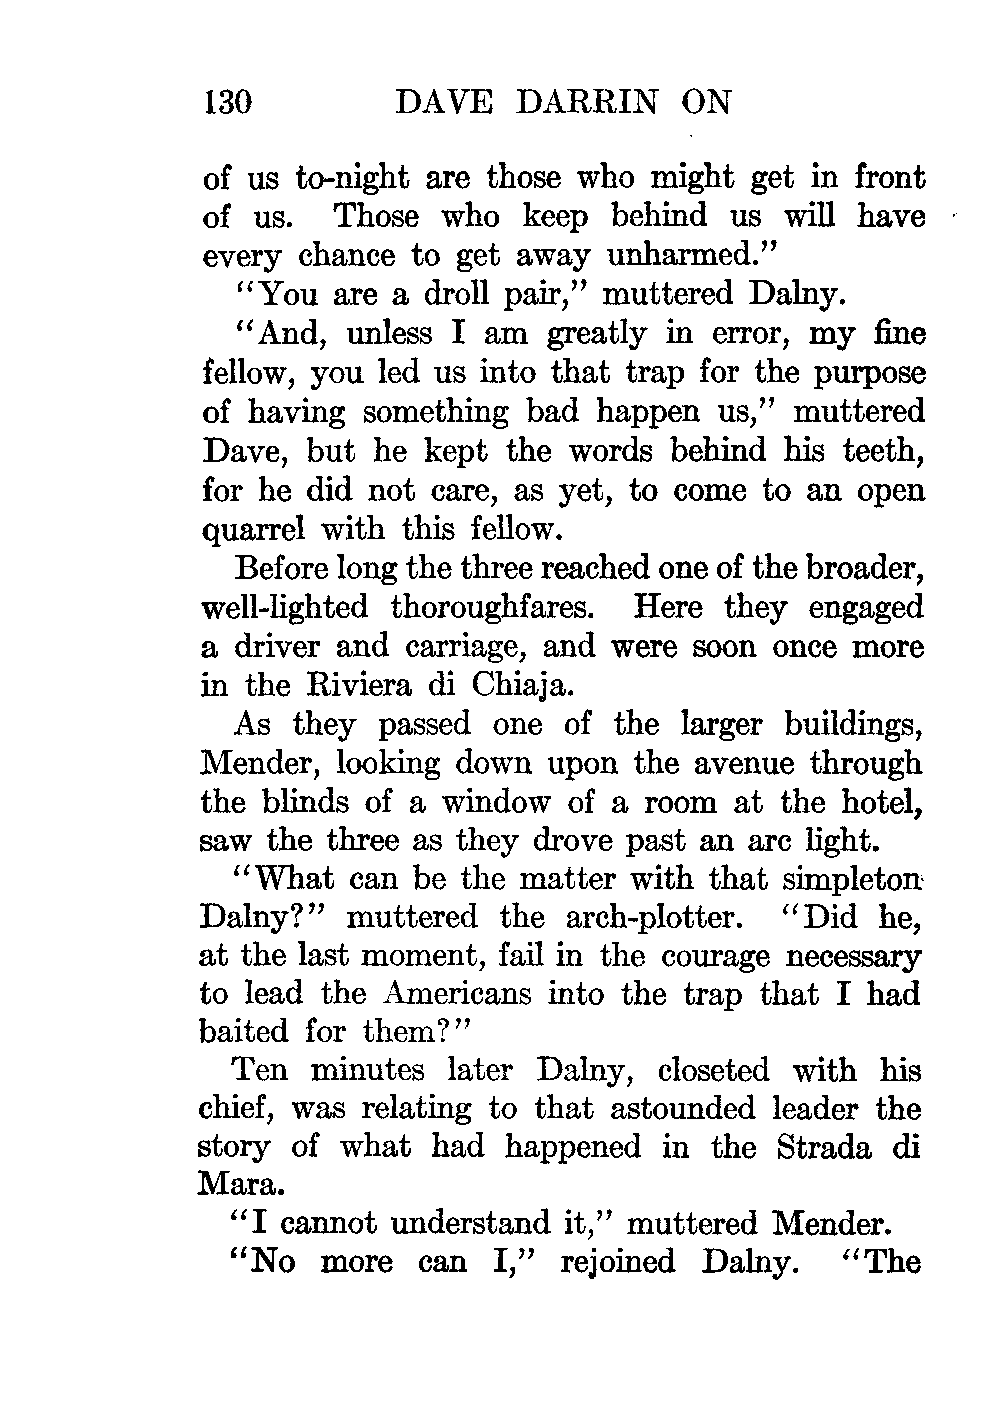 130 DAVE DARRIN ON
of us to-night are those who might get in front
of us. Those who keep behind us will have
every chance to get away unharmed."
"You are a droll pair," muttered Dalny.
"And, unless I am greatly in error, my fine
fellow, you led us into that trap for the purpose
of having something bad happen us," muttered
Dave, but he kept the words behind his teeth,
for he did not care, as yet, to come to an open
quarrel with this fellow.
Before long the three reached one of the broader,
well-lighted thoroughfares. Here they engaged
a driver and carriage, and were soon once more
in the Riviera di Chiaja.
As they passed one of the larger buildings,
Mender, looking down upon the avenue through
the blinds of a window of a room at the hotel,
saw the three as they drove past an arc light.
"What can be the matter with that simpleton
Dalny?" muttered the arch-plotter. "Did he,
at the last moment, fail in the courage necessary
to lead the Americans into the trap that I had
baited for them?"
Ten minutes later Dalny, closeted with his
chief, was relating to that astounded leader the
story of what had happened in the Strada di
Mara.
"I cannot understand it," muttered Mender.
"No more can I," rejoined Dalny. "The